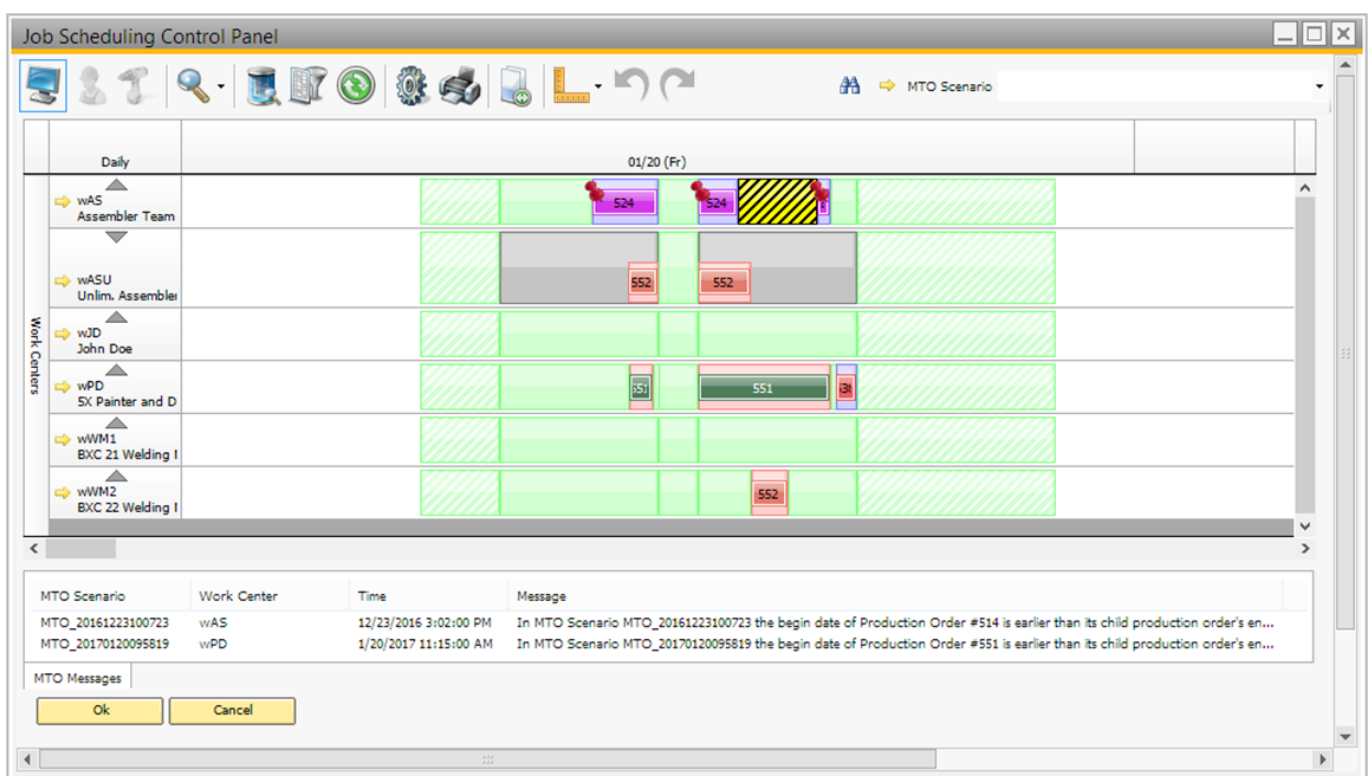 Job Scheduling Control Panel
MTO Scenario
Daily
01/20 (Fr)
Work Centers
wAS
Assembler Team
524
524
wASU
Unlim. Assembler
552
552
wJD
John Doe
wPD
5X Painter and D
551
wWM1
BXC 21 Welding
wWM2
BXC 22 Welding
552
MTO Scenario Work Center Time Message
MTO_20161223100723 wAS 12/23/2016 3:02:00 PM In MTO Scenario MTO_20161223100723 the begin date of Production Order #514 is earlier than its child production order's en...
MTO_20170120095819 wPD 1/20/2017 11:15:00 AM In MTO Scenario MTO_20170120095819 the begin date of Production Order #551 is earlier than its child production order's en...
MTO Messages
Ok Cancel